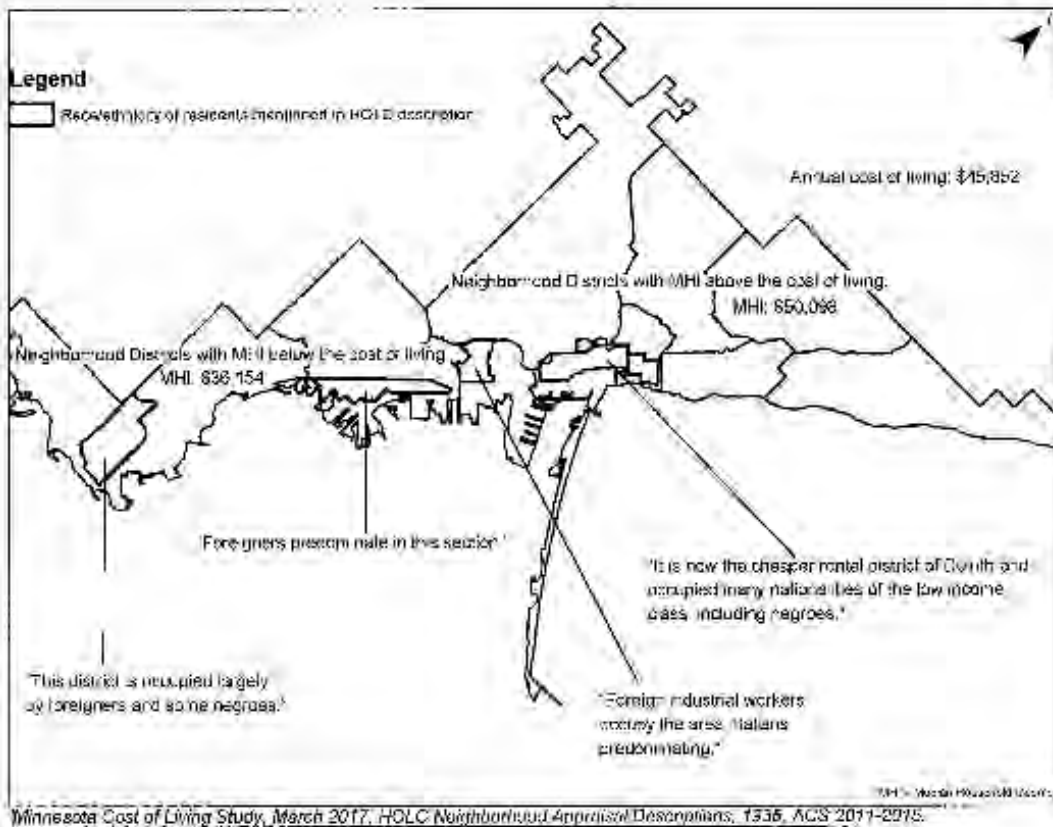 Legend
Race/ethnicity of residents mentioned in HOLC description
Annual cost of living: $45,852
Neighborhood Districts with MHI above the cost of living.
MHI: $50,098
Neighborhood Districts with MHI below the cost of living
MHI: $36,154
"Foreigners predominate in this section."
"It is now the cheaper rental district of Duluth and
occupied many nationalities of the low income
class, including negroes."
"This district is occupied largely
by foreigners and some negroes."
"Foreign industrial workers
occupy the area, Italians
predominating."
*MHI = Median Household Income
Minnesota Cost of Living Study, March 2017, HOLC Neighborhood Appraisal Descriptions, ACS 2011-2015.